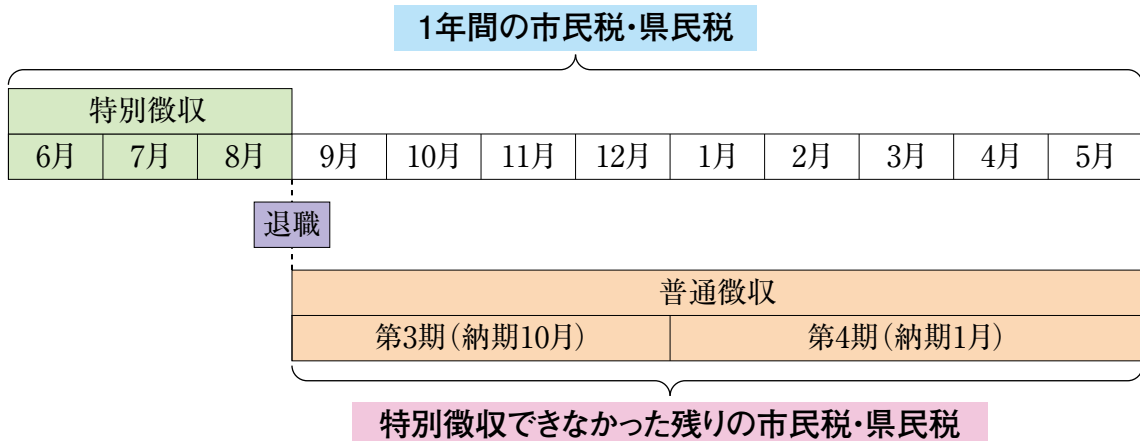 1年間の市民税・県民税
特別徴収
6月 7月 8月 9月 10月 11月 12月 1月 2月 3月 4月 5月
退職
普通徴収
第3期（納期10月） 第4期（納期1月）
特別徴収できなかった残りの市民税・県民税